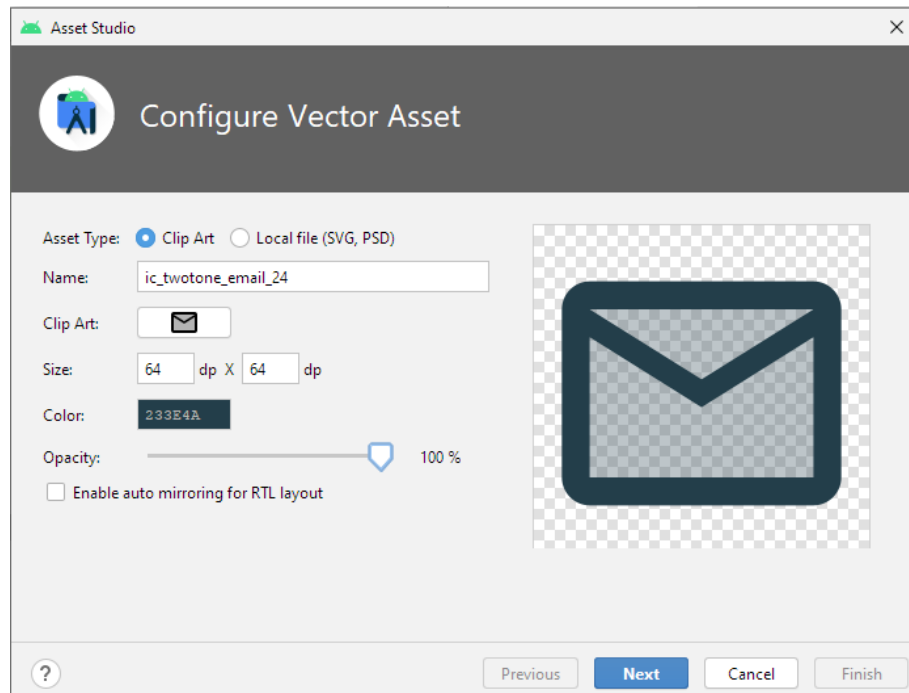 Asset Studio
Configure Vector Asset
Asset Type: Clip Art Local file (SVG, PSD)
Name: ic_twotone_email_24
Clip Art:
Size: 64 dp X 64 dp
Color: 233E4A
Opacity: 100 %
Enable auto mirroring for RTL layout
? Previous Next Cancel Finish